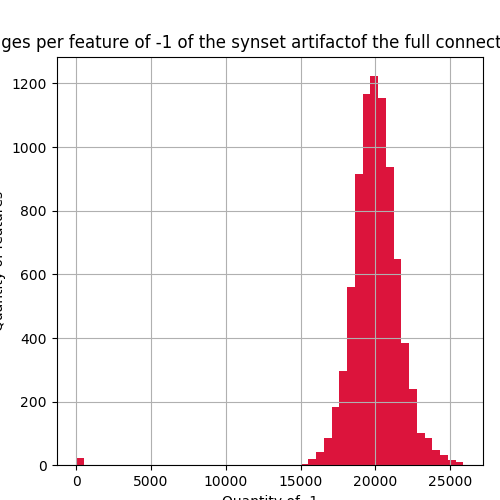 ges per feature of -1 of the synset artifactof the full connect
1200
1000
800
600
400
200
0
Quantity of features
0 5000 10000 15000 20000 25000
Quantity of -1